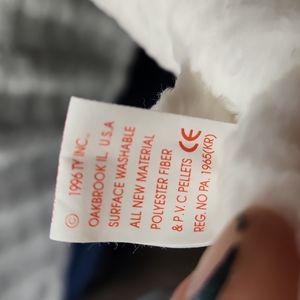 © 1996 TY INC.,
OAKBROOK IL. U.S.A
SURFACE WASHABLE
ALL NEW MATERIAL
POLYESTER FIBER
& P.V.C PELLETS CE
REG. NO PA. 1965(KR)